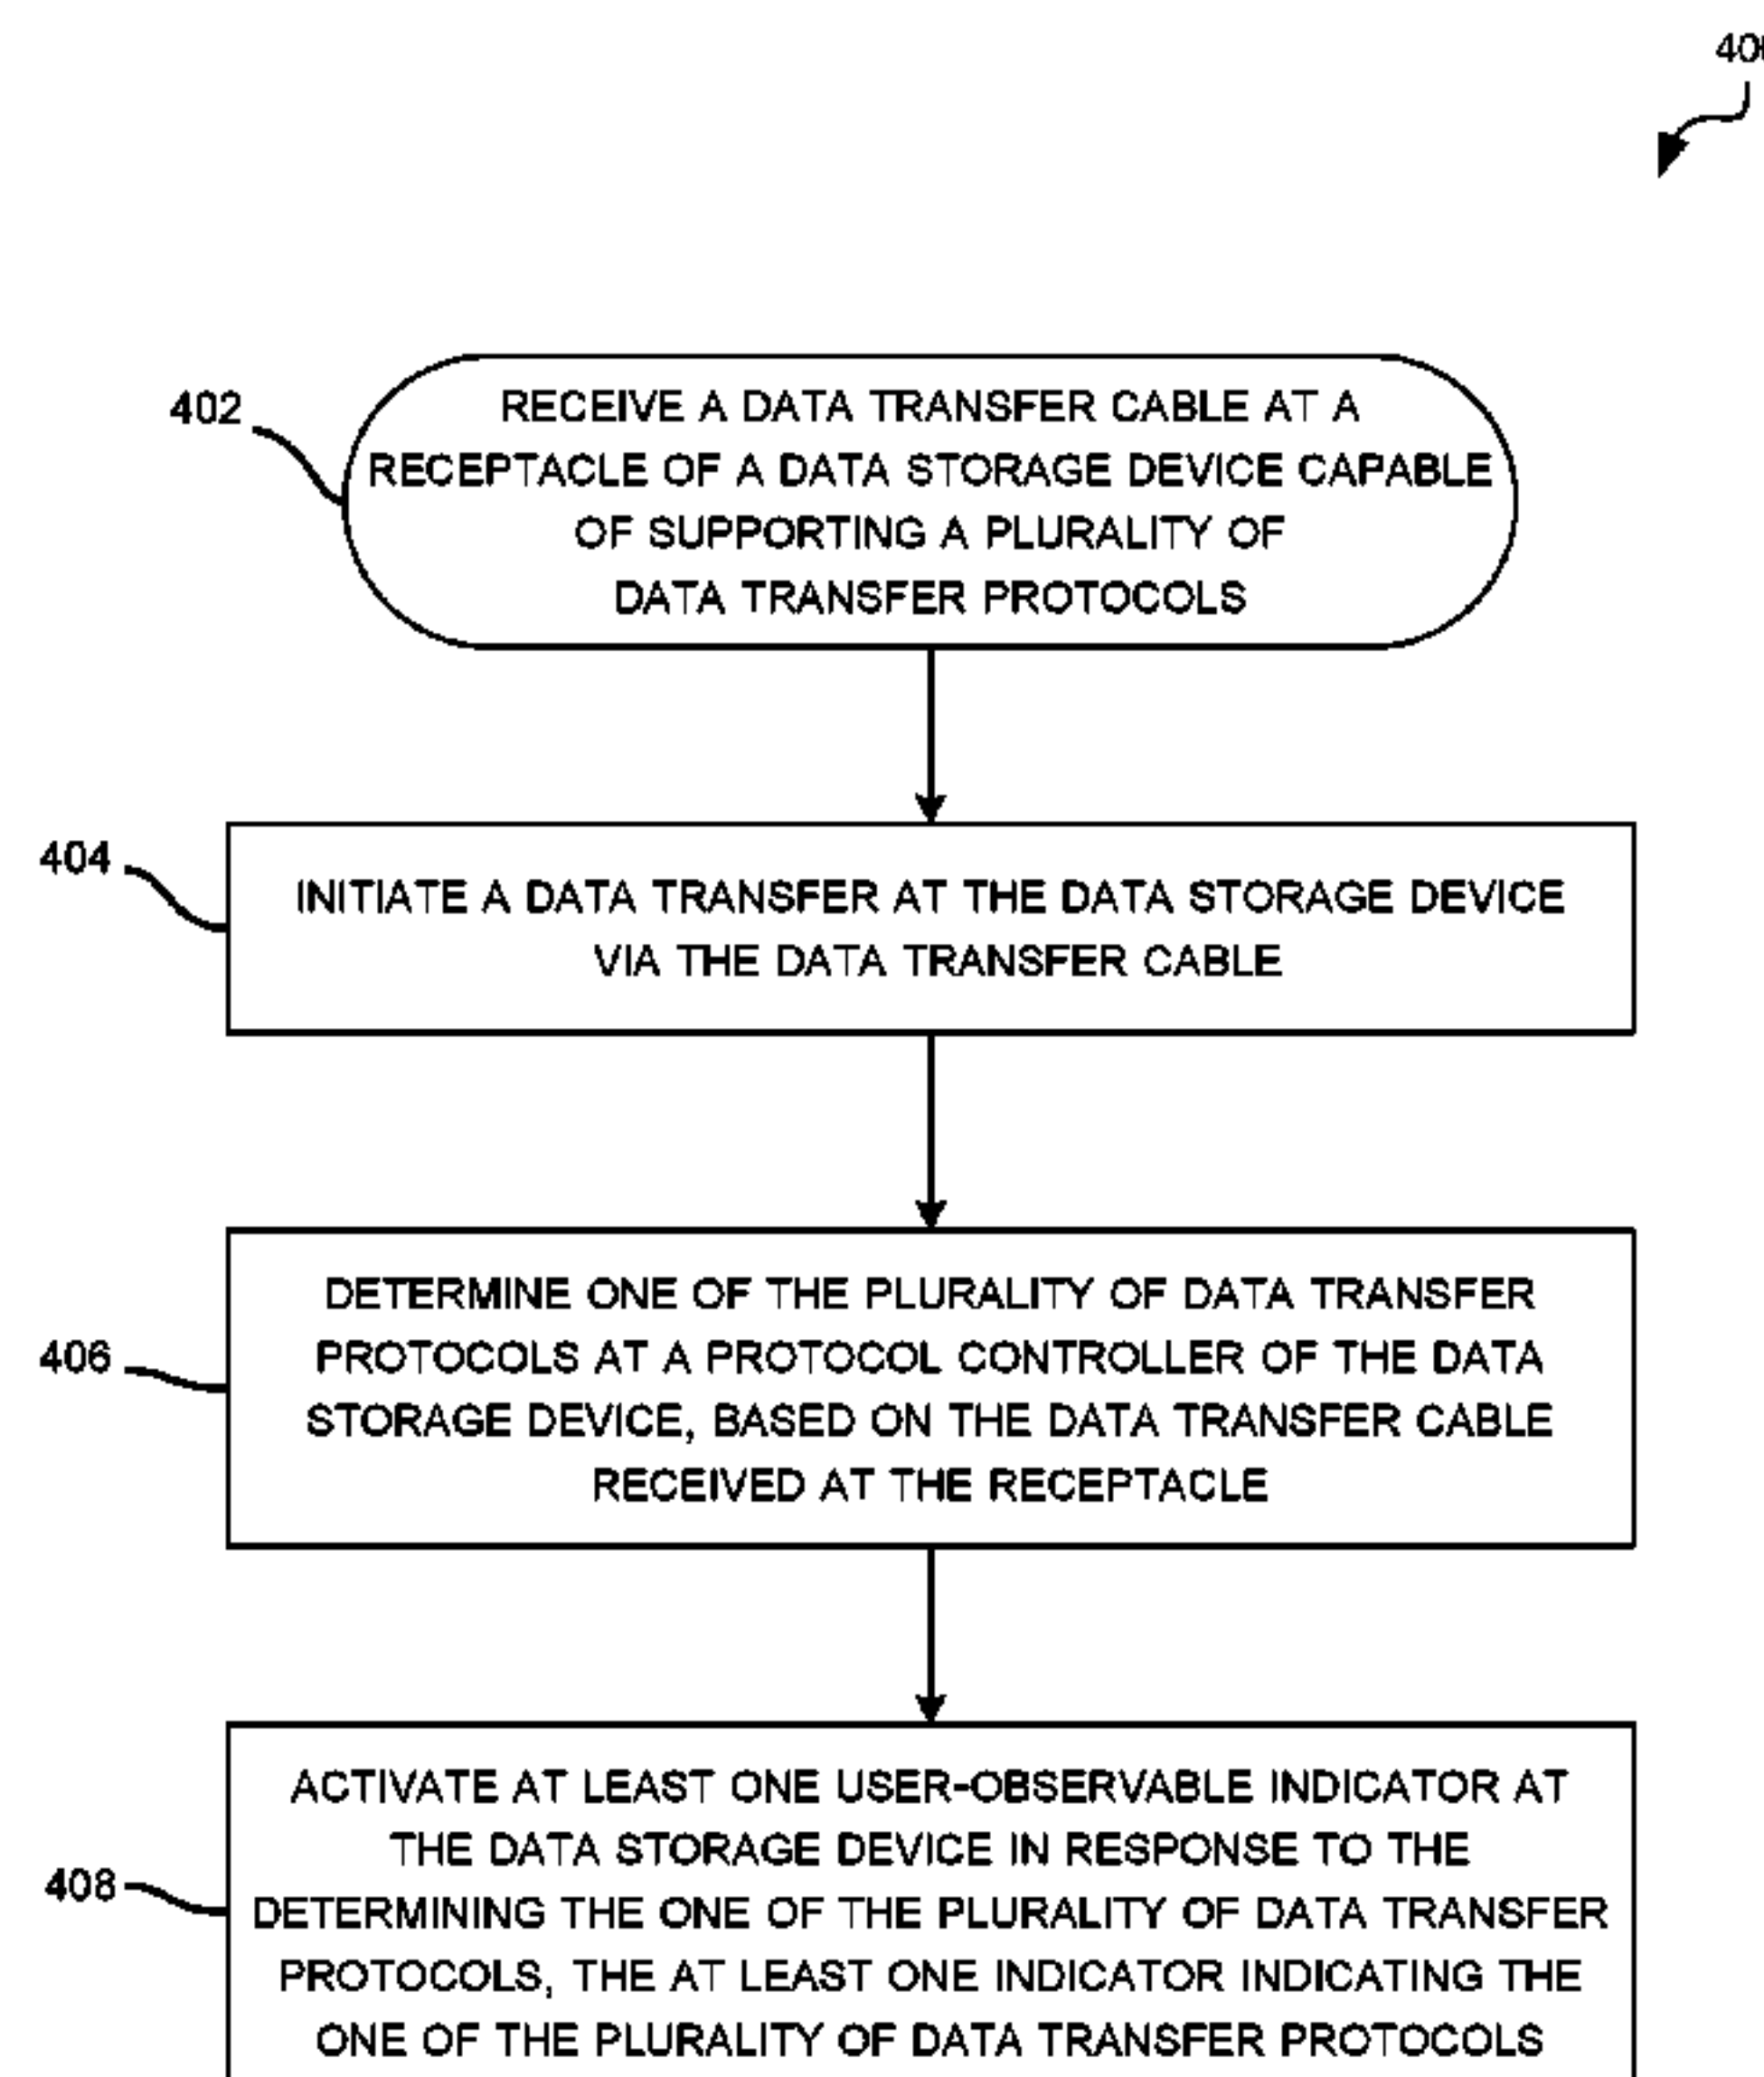 402
RECEIVE A DATA TRANSFER CABLE AT A
RECEPTACLE OF A DATA STORAGE DEVICE CAPABLE
OF SUPPORTING A PLURALITY OF
DATA TRANSFER PROTOCOLS
404
INITIATE A DATA TRANSFER AT THE DATA STORAGE DEVICE
VIA THE DATA TRANSFER CABLE
406
DETERMINE ONE OF THE PLURALITY OF DATA TRANSFER
PROTOCOLS AT A PROTOCOL CONTROLLER OF THE DATA
STORAGE DEVICE, BASED ON THE DATA TRANSFER CABLE
RECEIVED AT THE RECEPTACLE
408
ACTIVATE AT LEAST ONE USER-OBSERVABLE INDICATOR AT
THE DATA STORAGE DEVICE IN RESPONSE TO THE
DETERMINING THE ONE OF THE PLURALITY OF DATA TRANSFER
PROTOCOLS, THE AT LEAST ONE INDICATOR INDICATING THE
ONE OF THE PLURALITY OF DATA TRANSFER PROTOCOLS